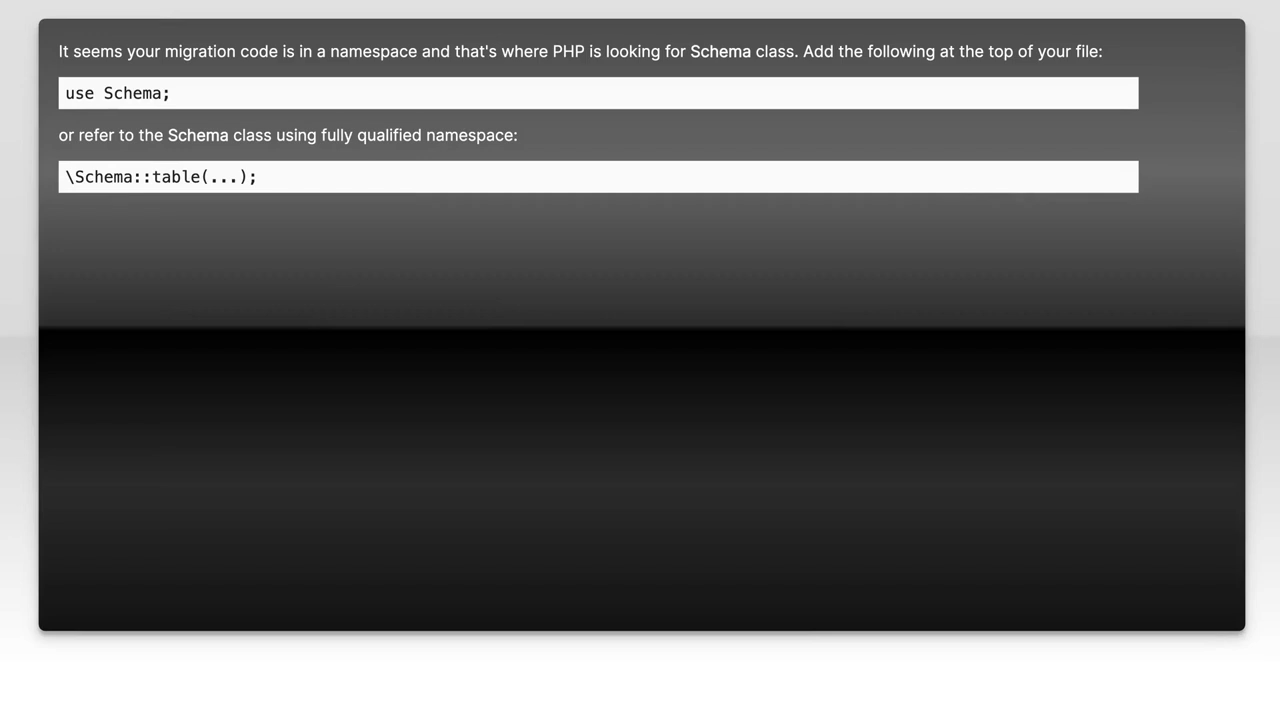 It seems your migration code is in a namespace and that's where PHP is looking for Schema class. Add the following at the top of your file:
use Schema;
or refer to the Schema class using fully qualified namespace:
\Schema::table(...);